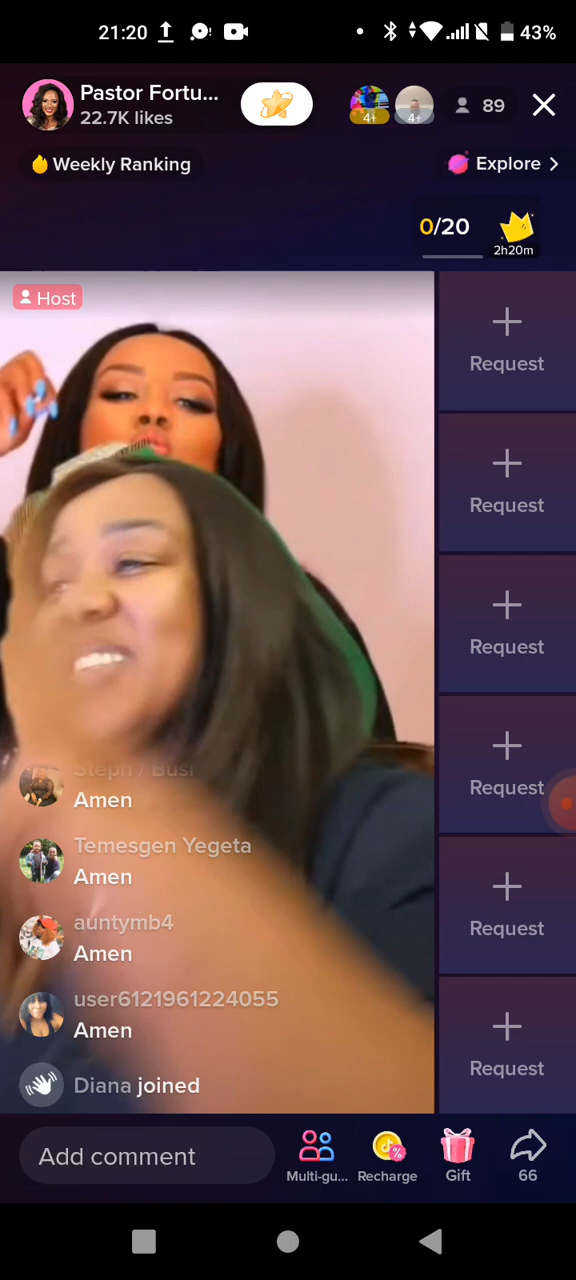 21:20
43%
Pastor Fortu...
22.7K likes
4+
4+
89
Weekly Ranking
Explore >
0/20
2h20m
Host
Request
Request
Request
Request
Request
Request
Steph / Busi
Amen
Temesgen Yegeta
Amen
auntymb4
Amen
user6121961224055
Amen
Diana joined
Add comment
Multi-gu...
Recharge
Gift
66